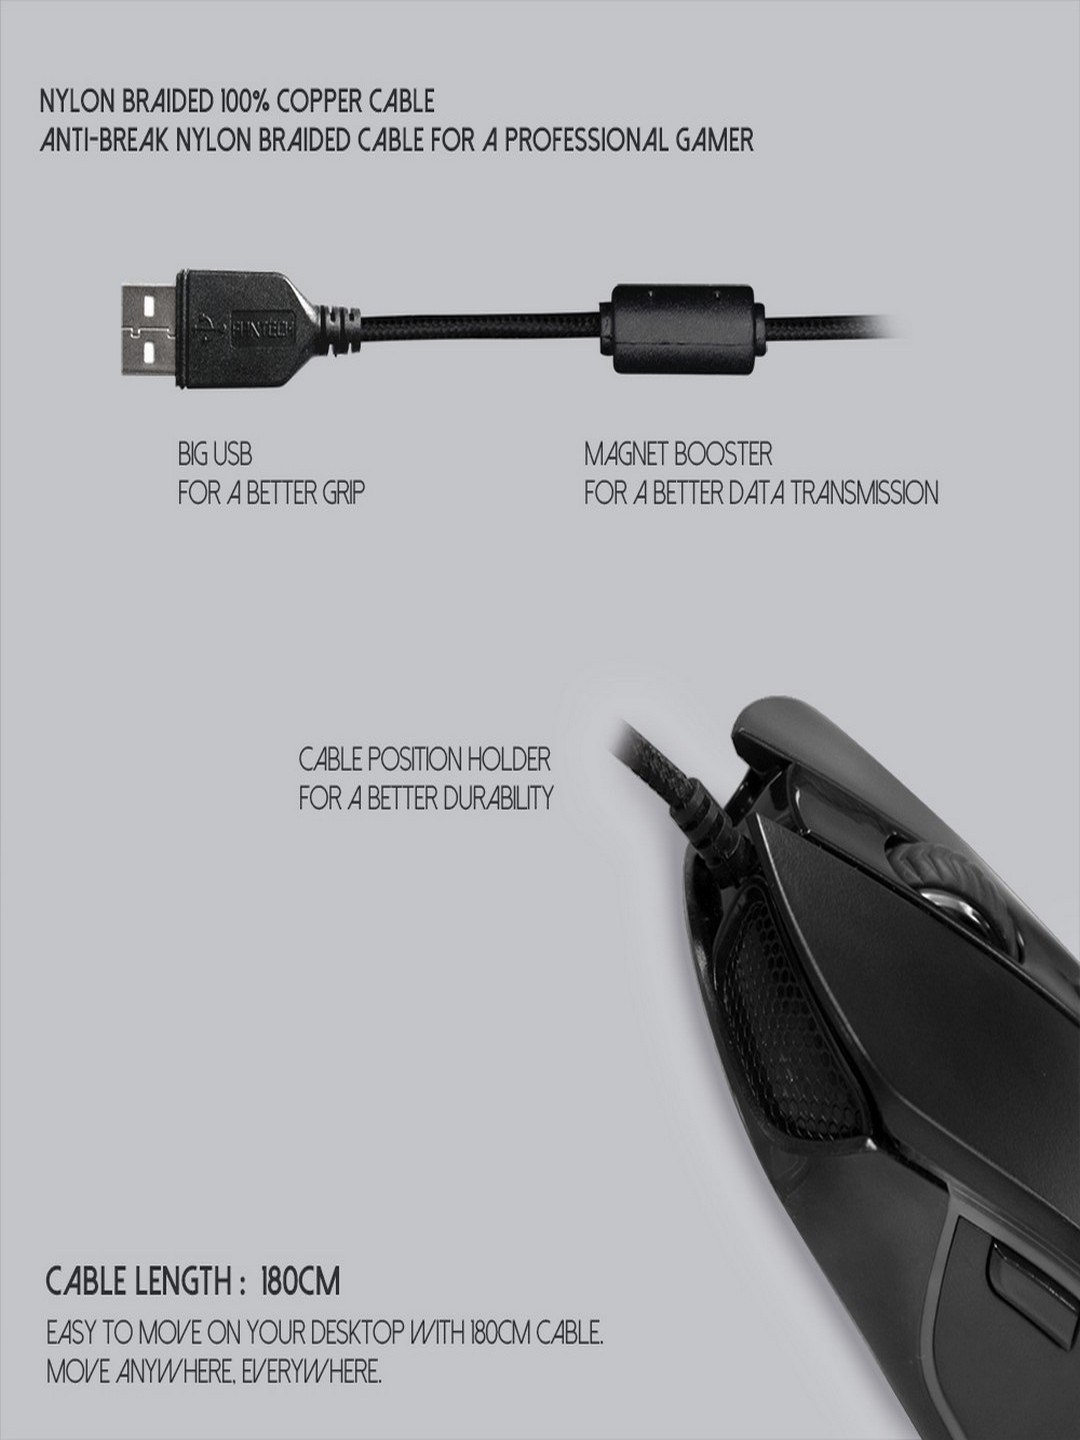 NYLON BRAIDED 100% COPPER CABLE
ANTI-BREAK NYLON BRAIDED CABLE FOR A PROFESSIONAL GAMER
BIG USB
FOR A BETTER GRIP
MAGNET BOOSTER
FOR A BETTER DATA TRANSMISSION
CABLE POSITION HOLDER
FOR A BETTER DURABILITY
CABLE LENGTH : 180CM
EASY TO MOVE ON YOUR DESKTOP WITH 180CM CABLE.
MOVE ANYWHERE, EVERYWHERE.